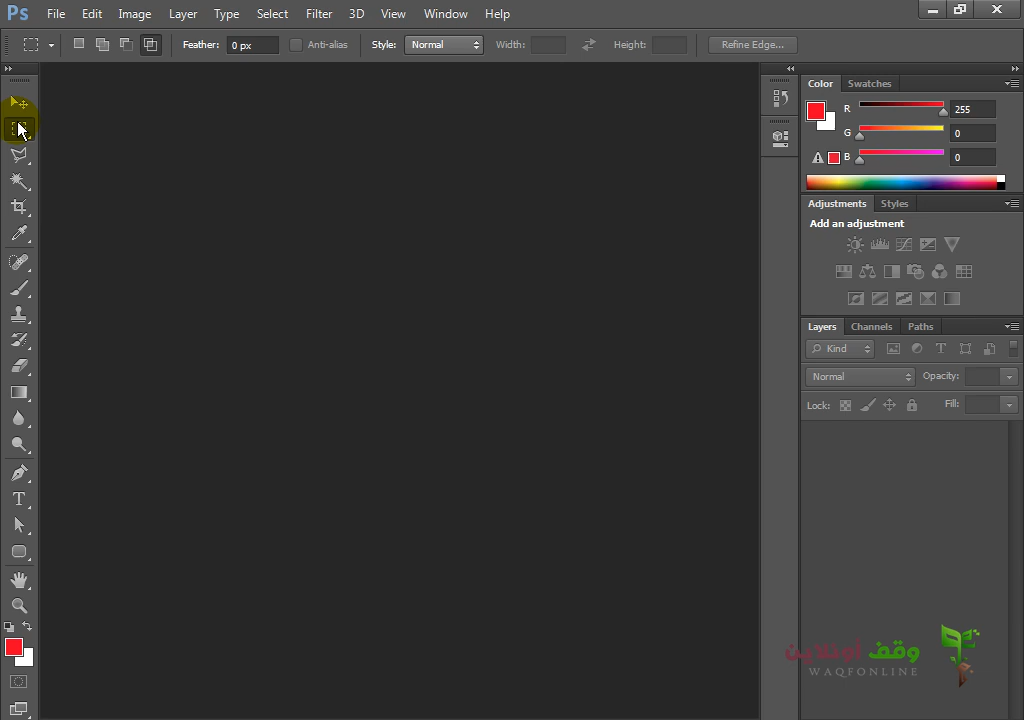 Ps File Edit Image Layer Type Select Filter 3D View Window Help
Feather: 0 px Anti-alias Style: Normal Width: Height: Refine Edge...
Color Swatches
R 255
G 0
B 0
Adjustments Styles
Add an adjustment
Layers Channels Paths
Kind
Normal Opacity:
Lock: Fill:
وقف أونلاين
WAQFONLINE